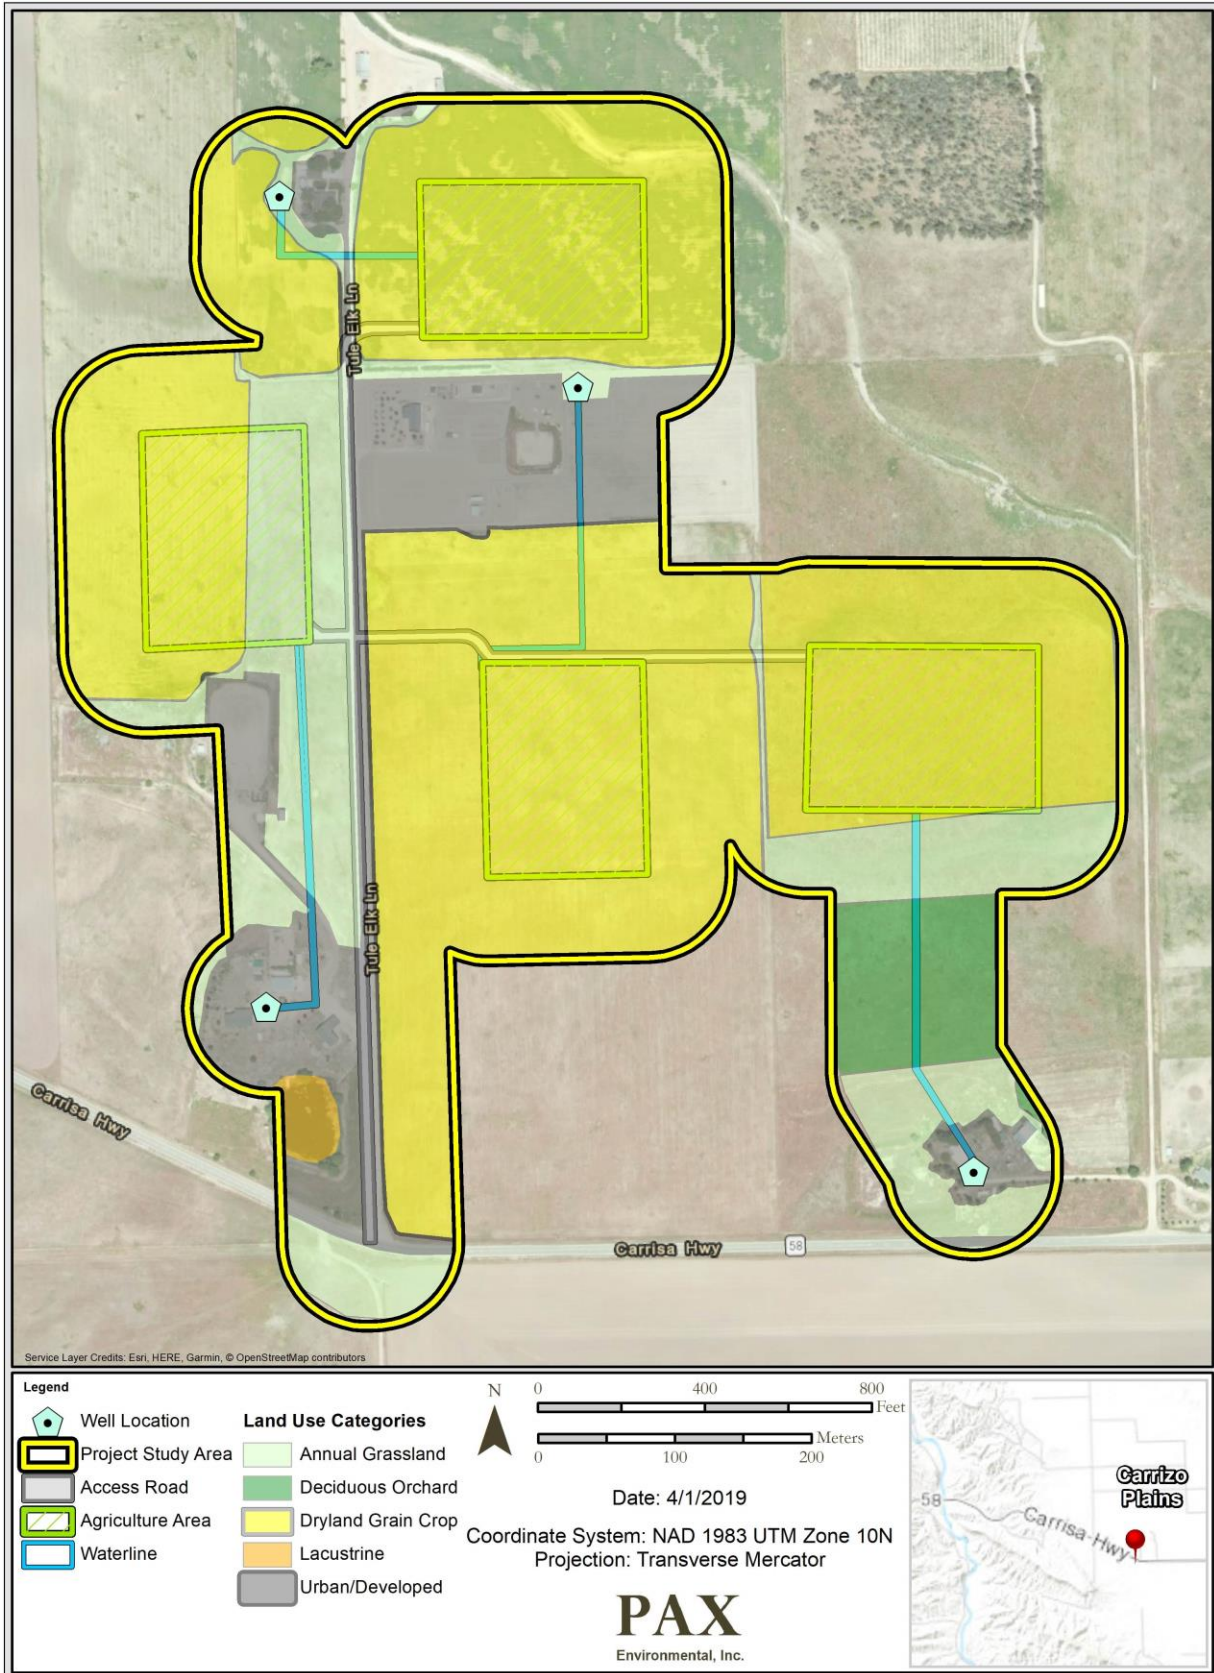 Tule Elk Ln
Tule Elk Ln
Carrisa Hwy
Carrisa Hwy
58
Service Layer Credits: Esri, HERE, Garmin, © OpenStreetMap contributors
Legend
Well Location
Project Study Area
Access Road
Agriculture Area
Waterline
Land Use Categories
Annual Grassland
Deciduous Orchard
Dryland Grain Crop
Lacustrine
Urban/Developed
N
0 400 800
Feet
Meters
0 100 200
Date: 4/1/2019
Coordinate System: NAD 1983 UTM Zone 10N
Projection: Transverse Mercator
PAX
Environmental, Inc.
Carrizo
Plains
58
Carrisa-Hwy